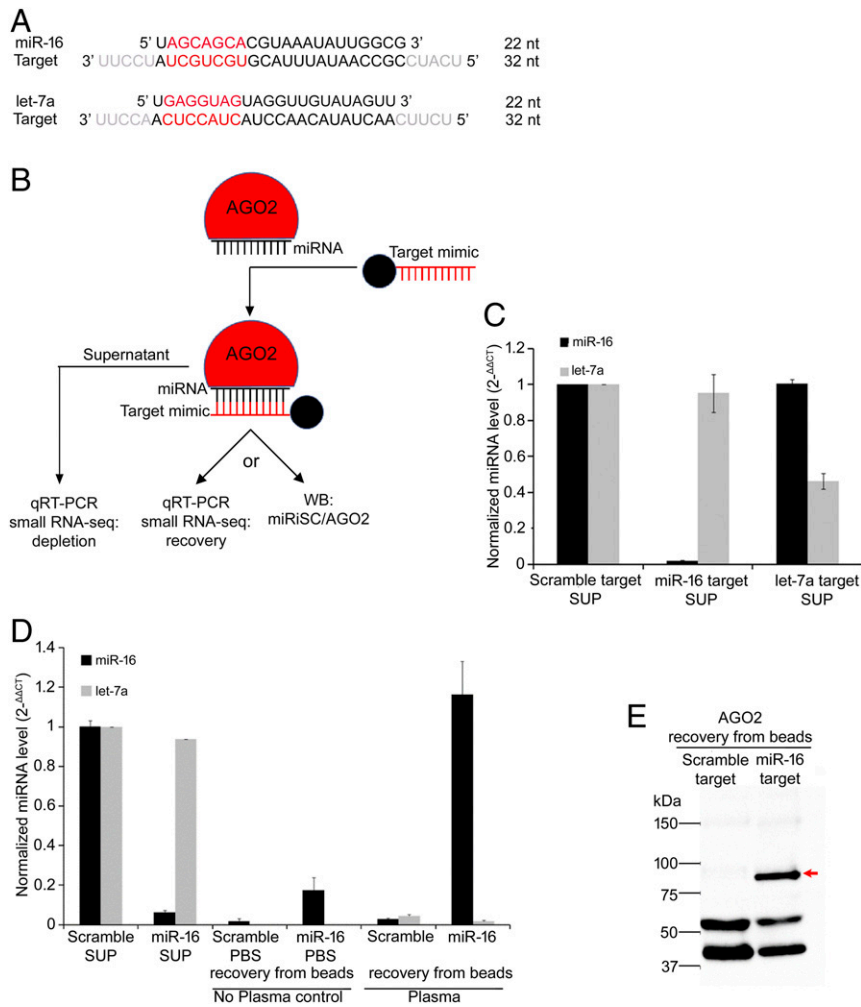 A
miR-16 5' UAGCAGCACGUAAAUAUUGGCG 3' 22 nt
Target 3' UUCCUAUCGUCGUGCAUUUAUAACCGCCUACU 5' 32 nt
let-7a 5' UGAGGUAGUAGGUUGUAUAGUU 3' 22 nt
Target 3' UUCCAACUCCAUCAUCCAACAUAUCAACUUCU 5' 32 nt
B
AGO2
miRNA
Target mimic
Supernatant
AGO2
miRNA
Target mimic
or
qRT-PCR
small RNA-seq:
depletion
qRT-PCR
small RNA-seq:
recovery
WB:
miRiSC/AGO2
C
Normalized miRNA level (2-ΔΔCT)
miR-16
let-7a
1.2
1
0.8
0.6
0.4
0.2
0
Scramble target
SUP
miR-16 target
SUP
let-7a target
SUP
D
Normalized miRNA level (2-ΔΔCT)
miR-16
let-7a
1.4
1.2
1
0.8
0.6
0.4
0.2
0
Scramble
SUP
miR-16
SUP
Scramble
PBS
miR-16
PBS
recovery from beads
No Plasma control
Scramble
miR-16
recovery from beads
Plasma
E
AGO2
recovery from beads
Scramble
target
miR-16
target
kDa
150
100
75
50
37